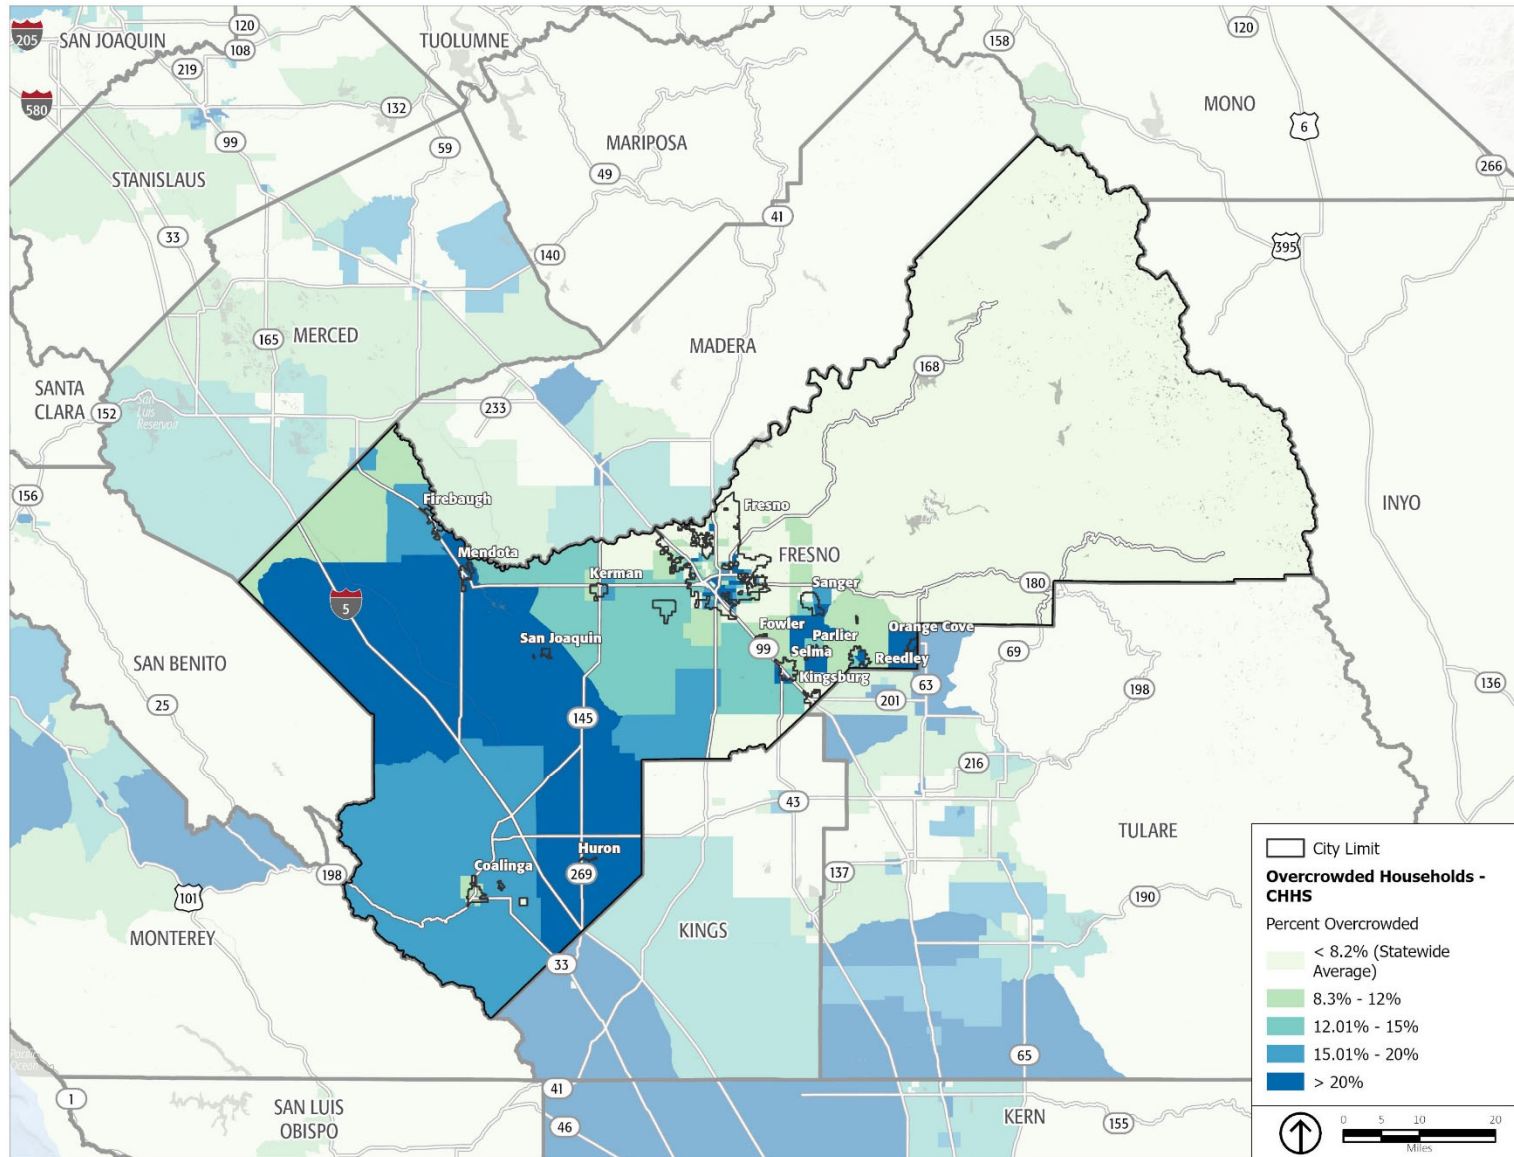 205
SAN JOAQUIN
120
108
TUOLUMNE
158
120
219
580
132
MONO
6
99
59
MARIPOSA
266
STANISLAUS
49
33
41
395
140
165
MERCED
MADERA
168
SANTA
CLARA
152
San
Luis
Reservoir
233
156
Firebaugh
Fresno
INYO
Mendota
FRESNO
Kerman
Sanger
180
5
Fowler
Orange Cove
San Joaquin
Parlier
SAN BENITO
99
Selma
Reedley
69
Kingsburg
63
198
136
25
201
145
216
43
TULARE
Huron
Coalinga
198
269
137
101
190
MONTEREY
KINGS
33
65
Pacific
Ocean
1
41
SAN LUIS
OBISPO
46
KERN
155
City Limit
Overcrowded Households -
CHHS
Percent Overcrowded
< 8.2% (Statewide
Average)
8.3% - 12%
12.01% - 15%
15.01% - 20%
> 20%
0 5 10 20
Miles